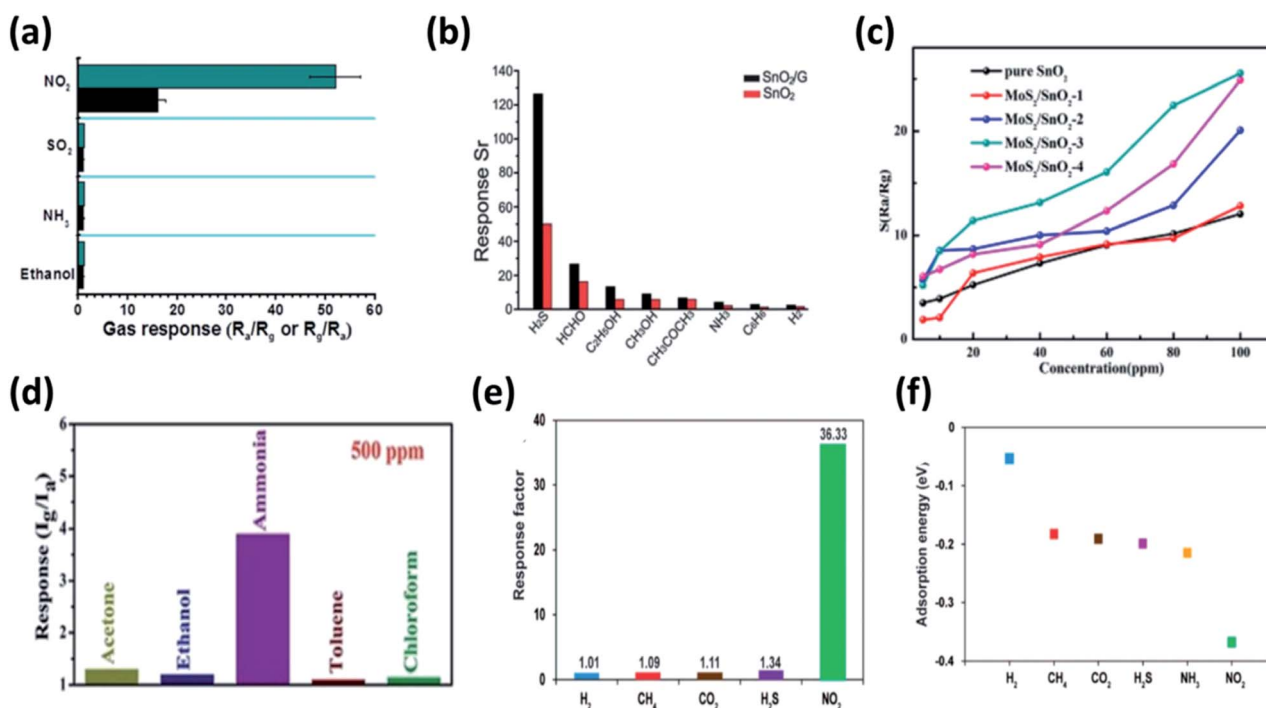 (a)
NO₂
SO₂
NH₃
Ethanol
0 10 20 30 40 50 60
Gas response (Rₐ/R_g or R_g/Rₐ)
(b)
Response Sr
140
120
100
80
60
40
20
0
SnO₂/G
SnO₂
H₂S HCHO C₂H₅OH CH₃OH CH₃COCH₃ NH₃ C₆H₆ H₂
(c)
S(Ra/Rg)
20
10
0
pure SnO₂
MoS₂/SnO₂-1
MoS₂/SnO₂-2
MoS₂/SnO₂-3
MoS₂/SnO₂-4
20 40 60 80 100
Concentration(ppm)
(d)
Response (I_g/Iₐ)
6
5
4
3
2
1
500 ppm
Acetone
Ethanol
Ammonia
Toluene
Chloroform
(e)
Response factor
40
30
20
10
0
1.01 1.09 1.11 1.34 36.33
H₂ CH₄ CO₂ H₂S NO₂
(f)
Adsorption energy (eV)
0
-0.1
-0.2
-0.3
-0.4
H₂ CH₄ CO₂ H₂S NH₃ NO₂